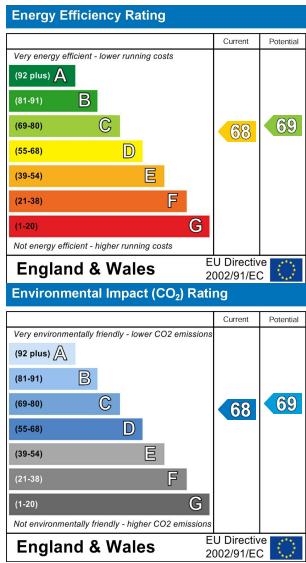 Energy Efficiency Rating
Current Potential
Very energy efficient - lower running costs
(92 plus) A
(81-91) B
(69-80) C
(55-68) D
(39-54) E
(21-38) F
(1-20) G
68
69
Not energy efficient - higher running costs
England & Wales
EU Directive
2002/91/EC
Environmental Impact (CO₂) Rating
Current Potential
Very environmentally friendly - lower CO2 emissions
(92 plus) A
(81-91) B
(69-80) C
(55-68) D
(39-54) E
(21-38) F
(1-20) G
68
69
Not environmentally friendly - higher CO2 emissions
England & Wales
EU Directive
2002/91/EC